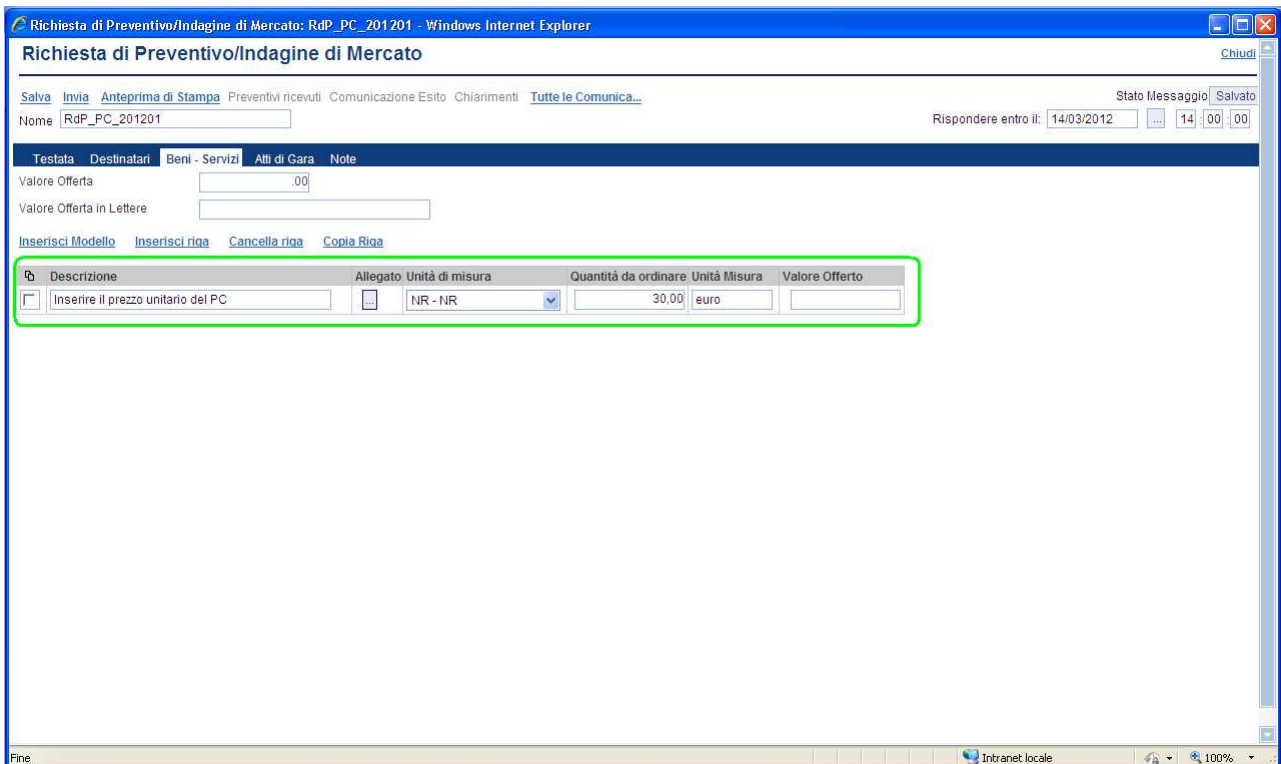 Richiesta di Preventivo/Indagine di Mercato: RdP_PC_201201 - Windows Internet Explorer
Richiesta di Preventivo/Indagine di Mercato
Chiudi
Salva Invia Anteprima di Stampa Preventivi ricevuti Comunicazione Esito Chiarimenti Tutte le Comunica...
Stato Messaggio Salvato
Nome RdP_PC_201201
Rispondere entro il: 14/03/2012 ... 14 : 00 : 00
Testata Destinatari Beni - Servizi Atti di Gara Note
Valore Offerta .00
Valore Offerta in Lettere
Inserisci Modello Inserisci riga Cancella riga Copia Riga
Descrizione Allegato Unità di misura Quantità da ordinare Unità Misura Valore Offerto
Inserire il prezzo unitario del PC ... NR - NR 30,00 euro
Fine Intranet locale 100%